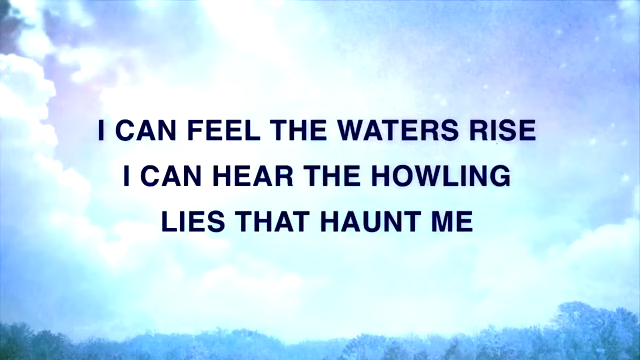 I CAN FEEL THE WATERS RISE
I CAN HEAR THE HOWLING
LIES THAT HAUNT ME